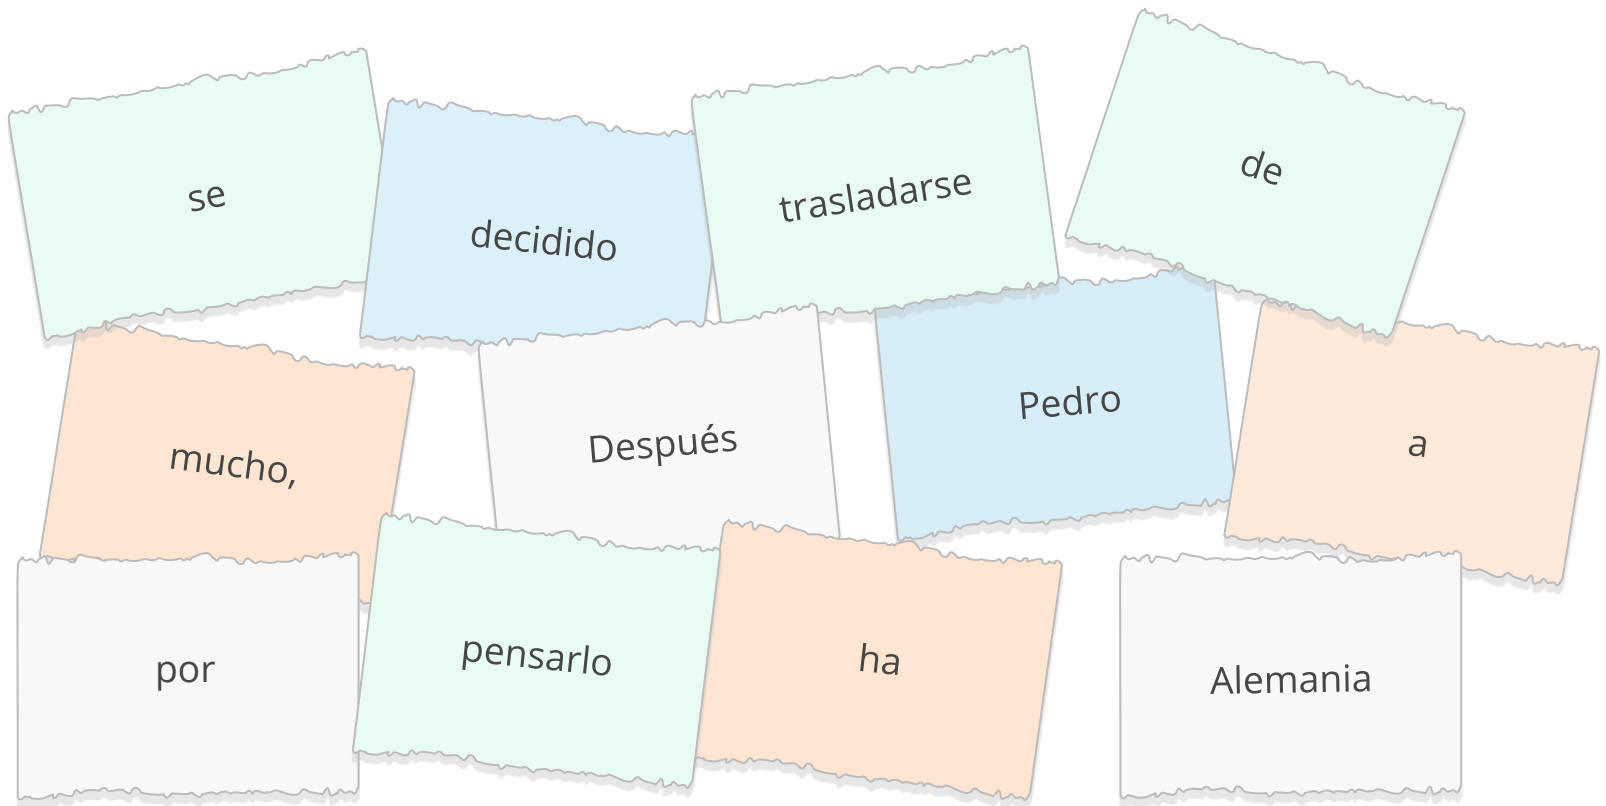 se
decidido
trasladarse
de
mucho,
Después
Pedro
a
por
pensarlo
ha
Alemania